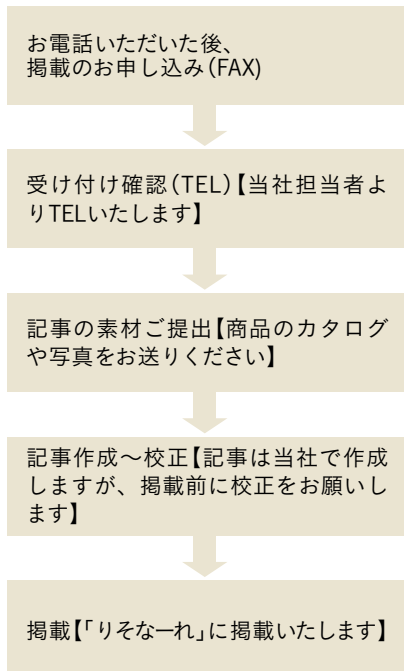 お電話いただいた後、
掲載のお申し込み(FAX)
受け付け確認(TEL)【当社担当者よ
りTELいたします】
記事の素材ご提出【商品のカタログ
や写真をお送りください】
記事作成～校正【記事は当社で作成
しますが、掲載前に校正をお願いし
ます】
掲載【「りそなーれ」に掲載いたします】